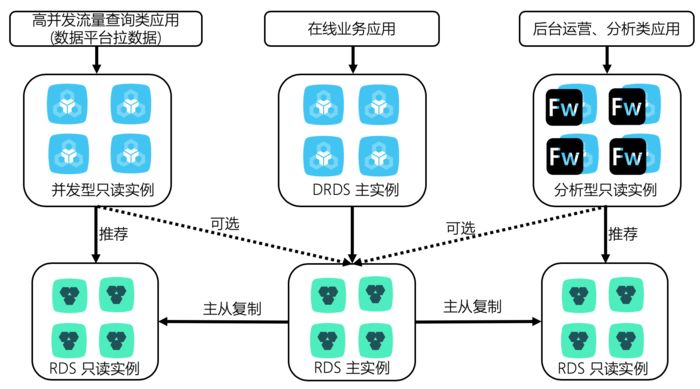 高并发流量查询类应用
(数据平台拉数据)
在线业务应用
后台运营、分析类应用
Fw
Fw
Fw
Fw
并发型只读实例
DRDS 主实例
分析型只读实例
推荐
可选
可选
推荐
主从复制
主从复制
RDS 只读实例
RDS 主实例
RDS 只读实例